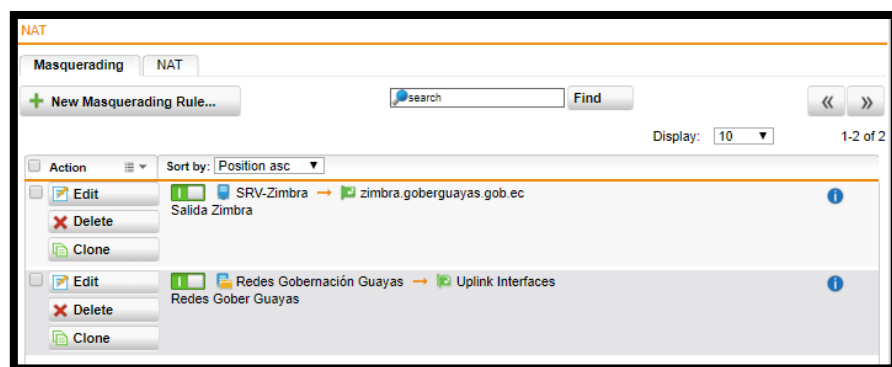 NAT
Masquerading NAT
New Masquerading Rule... search Find « »
Display: 10 1-2 of 2
Action Sort by: Position asc
Edit SRV-Zimbra → zimbra.goberguayas.gob.ec
Salida Zimbra
Delete
Clone
Edit Redes Gobernación Guayas → Uplink Interfaces
Redes Gober Guayas
Delete
Clone